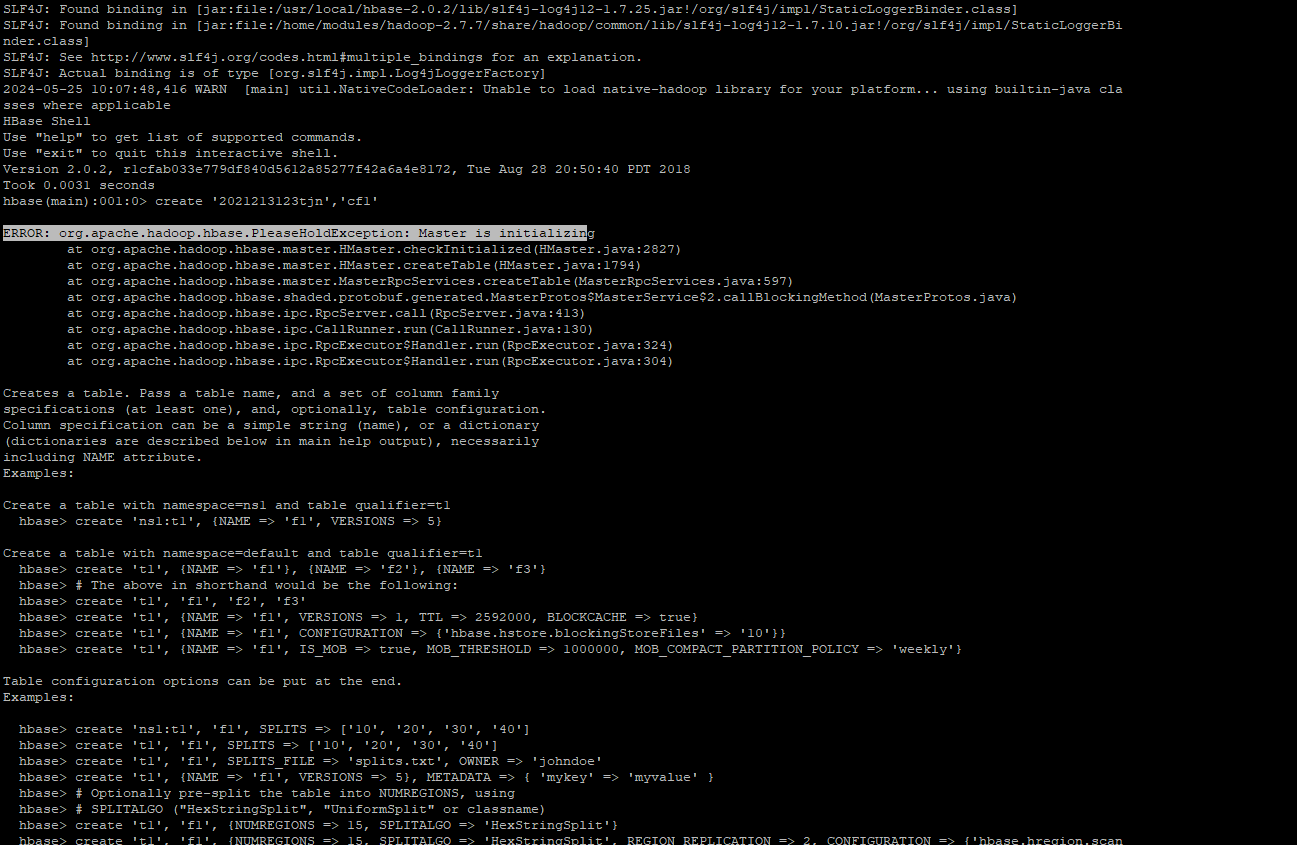 SLF4J: Found binding in [jar:file:/usr/local/hbase-2.0.2/lib/slf4j-log4j12-1.7.25.jar!/org/slf4j/impl/StaticLoggerBinder.class]
SLF4J: Found binding in [jar:file:/home/modules/hadoop-2.7.7/share/hadoop/common/lib/slf4j-log4j12-1.7.10.jar!/org/slf4j/impl/StaticLoggerBi
nder.class]
SLF4J: See http://www.slf4j.org/codes.html#multiple_bindings for an explanation.
SLF4J: Actual binding is of type [org.slf4j.impl.Log4jLoggerFactory]
2024-05-25 10:07:48,416 WARN  [main] util.NativeCodeLoader: Unable to load native-hadoop library for your platform... using builtin-java cla
sses where applicable
HBase Shell
Use "help" to get list of supported commands.
Use "exit" to quit this interactive shell.
Version 2.0.2, r1cfab033e779df840d5612a85277f42a6a4e8172, Tue Aug 28 20:50:40 PDT 2018
Took 0.0031 seconds
hbase(main):001:0> create '2021213123tjn','cf1'
ERROR: org.apache.hadoop.hbase.PleaseHoldException: Master is initializing
        at org.apache.hadoop.hbase.master.HMaster.checkInitialized(HMaster.java:2827)
        at org.apache.hadoop.hbase.master.HMaster.createTable(HMaster.java:1794)
        at org.apache.hadoop.hbase.master.MasterRpcServices.createTable(MasterRpcServices.java:597)
        at org.apache.hadoop.hbase.shaded.protobuf.generated.MasterProtos$MasterService$2.callBlockingMethod(MasterProtos.java)
        at org.apache.hadoop.hbase.ipc.RpcServer.call(RpcServer.java:413)
        at org.apache.hadoop.hbase.ipc.CallRunner.run(CallRunner.java:130)
        at org.apache.hadoop.hbase.ipc.RpcExecutor$Handler.run(RpcExecutor.java:324)
        at org.apache.hadoop.hbase.ipc.RpcExecutor$Handler.run(RpcExecutor.java:304)
Creates a table. Pass a table name, and a set of column family
specifications (at least one), and, optionally, table configuration.
Column specification can be a simple string (name), or a dictionary
(dictionaries are described below in main help output), necessarily
including NAME attribute.
Examples:
Create a table with namespace=ns1 and table qualifier=t1
  hbase> create 'ns1:t1', {NAME => 'f1', VERSIONS => 5}
Create a table with namespace=default and table qualifier=t1
  hbase> create 't1', {NAME => 'f1'}, {NAME => 'f2'}, {NAME => 'f3'}
  hbase> # The above in shorthand would be the following:
  hbase> create 't1', 'f1', 'f2', 'f3'
  hbase> create 't1', {NAME => 'f1', VERSIONS => 1, TTL => 2592000, BLOCKCACHE => true}
  hbase> create 't1', {NAME => 'f1', CONFIGURATION => {'hbase.hstore.blockingStoreFiles' => '10'}}
  hbase> create 't1', {NAME => 'f1', IS_MOB => true, MOB_THRESHOLD => 1000000, MOB_COMPACT_PARTITION_POLICY => 'weekly'}
Table configuration options can be put at the end.
Examples:
  hbase> create 'ns1:t1', 'f1', SPLITS => ['10', '20', '30', '40']
  hbase> create 't1', 'f1', SPLITS => ['10', '20', '30', '40']
  hbase> create 't1', 'f1', SPLITS_FILE => 'splits.txt', OWNER => 'johndoe'
  hbase> create 't1', {NAME => 'f1', VERSIONS => 5}, METADATA => { 'mykey' => 'myvalue' }
  hbase> # Optionally pre-split the table into NUMREGIONS, using
  hbase> # SPLITALGO ("HexStringSplit", "UniformSplit" or classname)
  hbase> create 't1', 'f1', {NUMREGIONS => 15, SPLITALGO => 'HexStringSplit'}
  hbase> create 't1', 'f1', {NUMREGIONS => 15, SPLITALGO => 'HexStringSplit', REGION_REPLICATION => 2, CONFIGURATION => {'hbase.hregion.scan